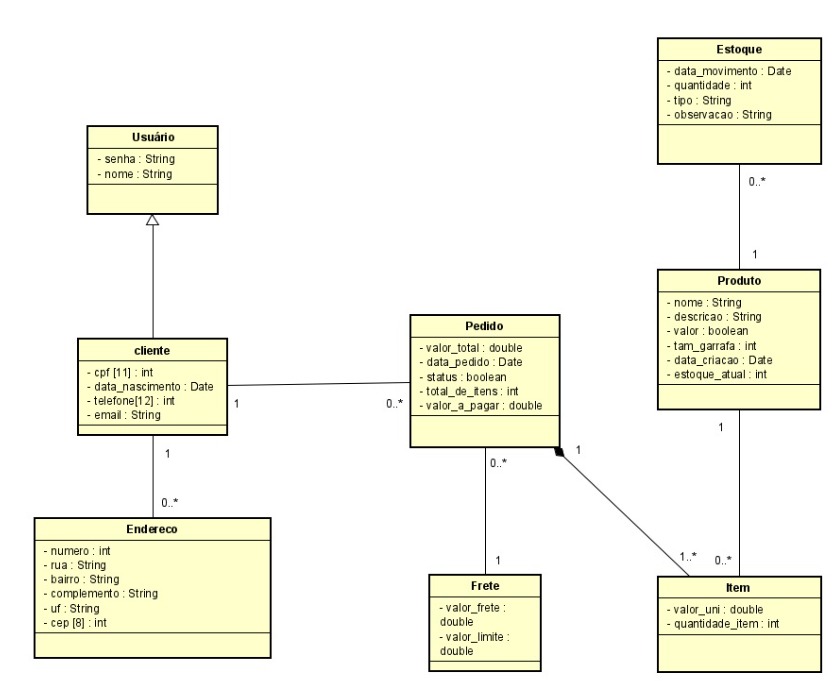 Estoque
- data_movimento : Date
- quantidade : int
- tipo : String
- observacao : String
0..*
1
Usuário
- senha : String
- nome : String
Produto
- nome : String
- descricao : String
- valor : boolean
- tam_garrafa : int
- data_criacao : Date
- estoque_atual : int
1
0..*
Pedido
- valor_total : double
- data_pedido : Date
- status : boolean
- total_de_itens : int
- valor_a_pagar : double
cliente
- cpf [11] : int
- data_nascimento : Date
- telefone[12] : int
- email : String
1
0..*
1
0..*
0..*
1
1
1..*
Endereco
- numero : int
- rua : String
- bairro : String
- complemento : String
- uf : String
- cep [8] : int
Frete
- valor_frete :
double
- valor_limite :
double
Item
- valor_uni : double
- quantidade_item : int